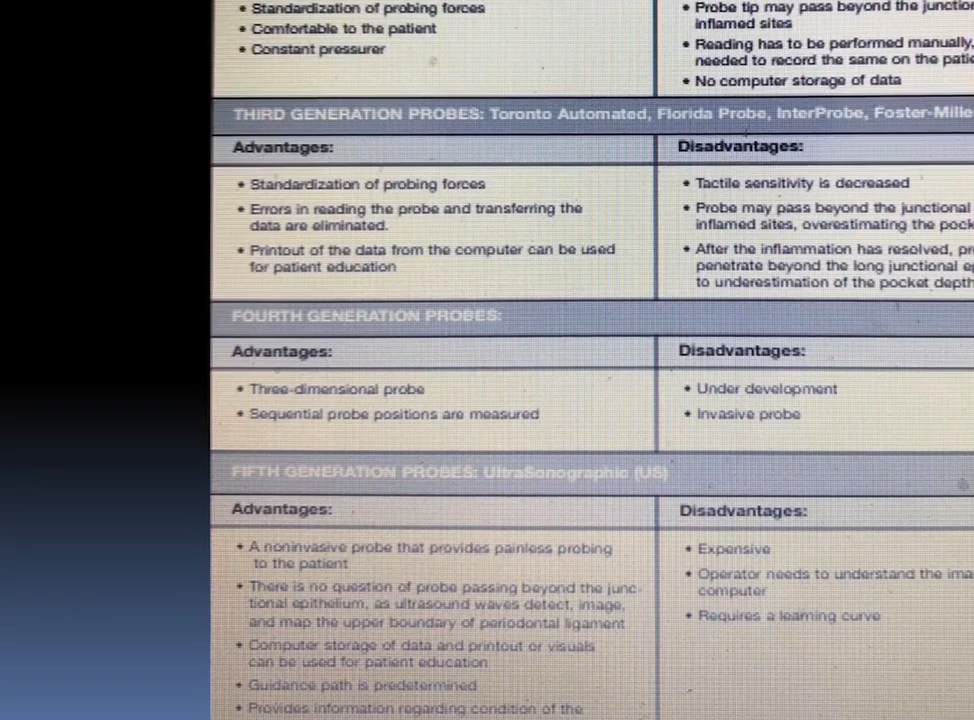 • Standardization of probing forces
• Comfortable to the patient
• Constant pressurer
• Probe tip may pass beyond the
inflamed sites
• Reading has to be performed manually,
needed to record the same on the
• No computer storage of data
THIRD GENERATION PROBES: Toronto Automated, Florida Probe, InterProbe, Foster-Mille
Advantages:
• Standardization of probing forces
• Errors in reading the probe and transferring the
data are eliminated.
• Printout of the data from the computer can be used
for patient education
Disadvantages:
• Tactile sensitivity is decreased
• Probe may pass beyond the junctional
inflamed sites, overestimating the
• After the inflammation has resolved,
penetrate beyond the long junctional
to underestimation of the pocket depth
FOURTH GENERATION PROBES:
Advantages:
• Three-dimensional probe
• Sequential probe positions are measured
Disadvantages:
• Under development
• Invasive probe
FIFTH GENERATION PROBES: UltraSonographic (US)
Advantages:
• A noninvasive probe that provides painless probing
to the patient
• There is no question of probe passing beyond the junc-
tional epithelium, as ultrasound waves detect, image,
and map the upper boundary of periodontal ligament
• Computer storage of data and printout or visuals
can be used for patient education
• Guidance path is predetermined
• Provides information regarding condition of the
Disadvantages:
• Expensive
• Operator needs to understand the
computer
• Requires a learning curve